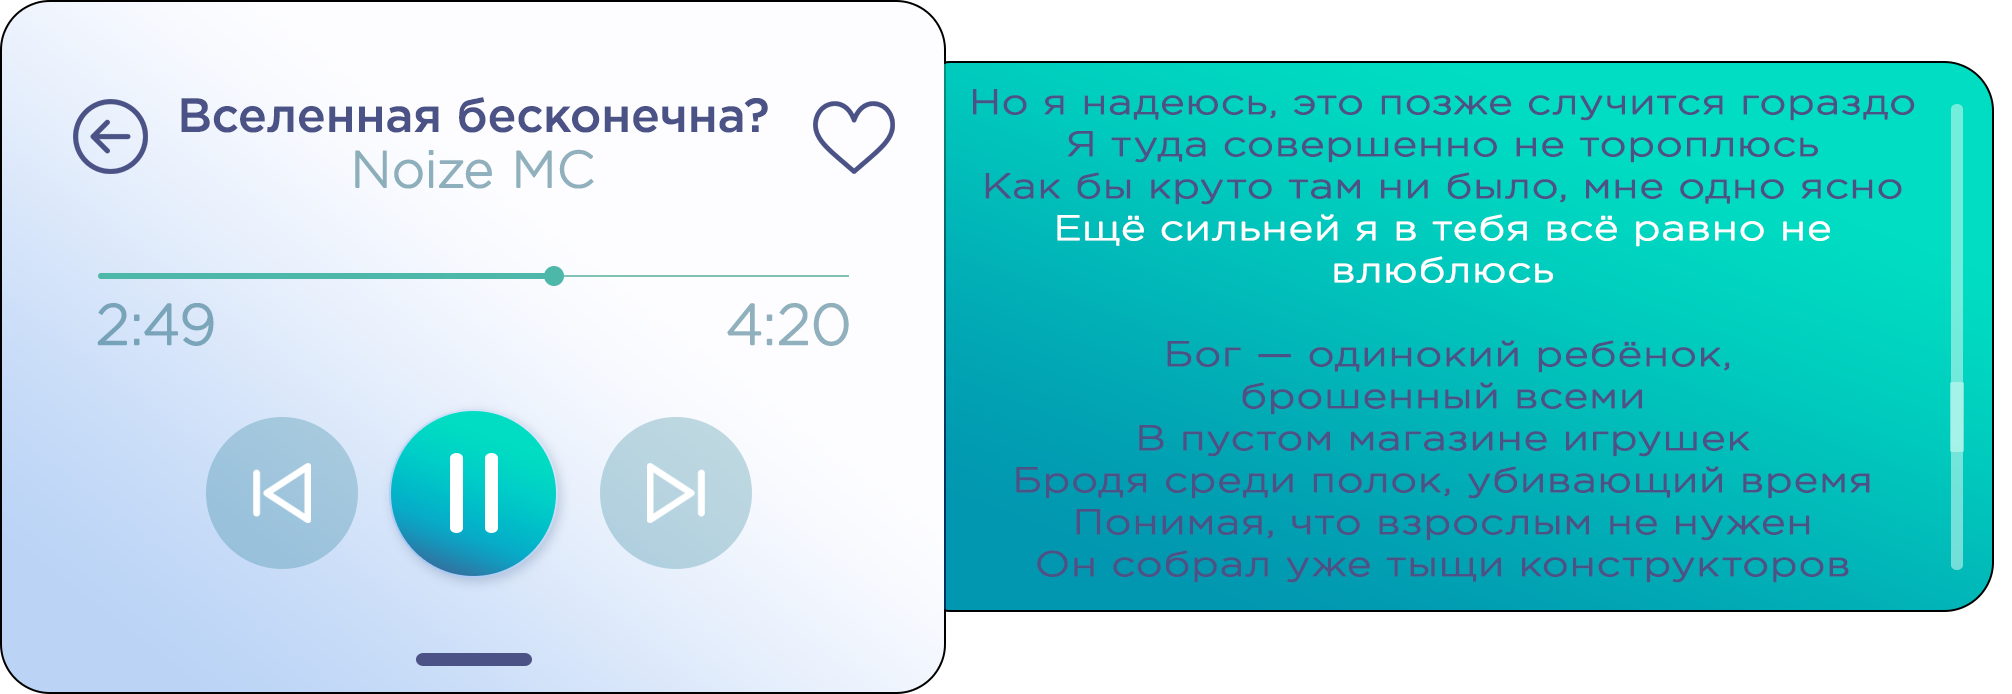 Вселенная бесконечна?
Noize MC
2:49
4:20
Но я надеюсь, это позже случится гораздо
Я туда совершенно не тороплюсь
Как бы круто там ни было, мне одно ясно
Ещё сильней я в тебя всё равно не
влюблюсь
Бог — одинокий ребёнок,
брошенный всеми
В пустом магазине игрушек
Бродя среди полок, убивающий время
Понимая, что взрослым не нужен
Он собрал уже тыщи конструкторов